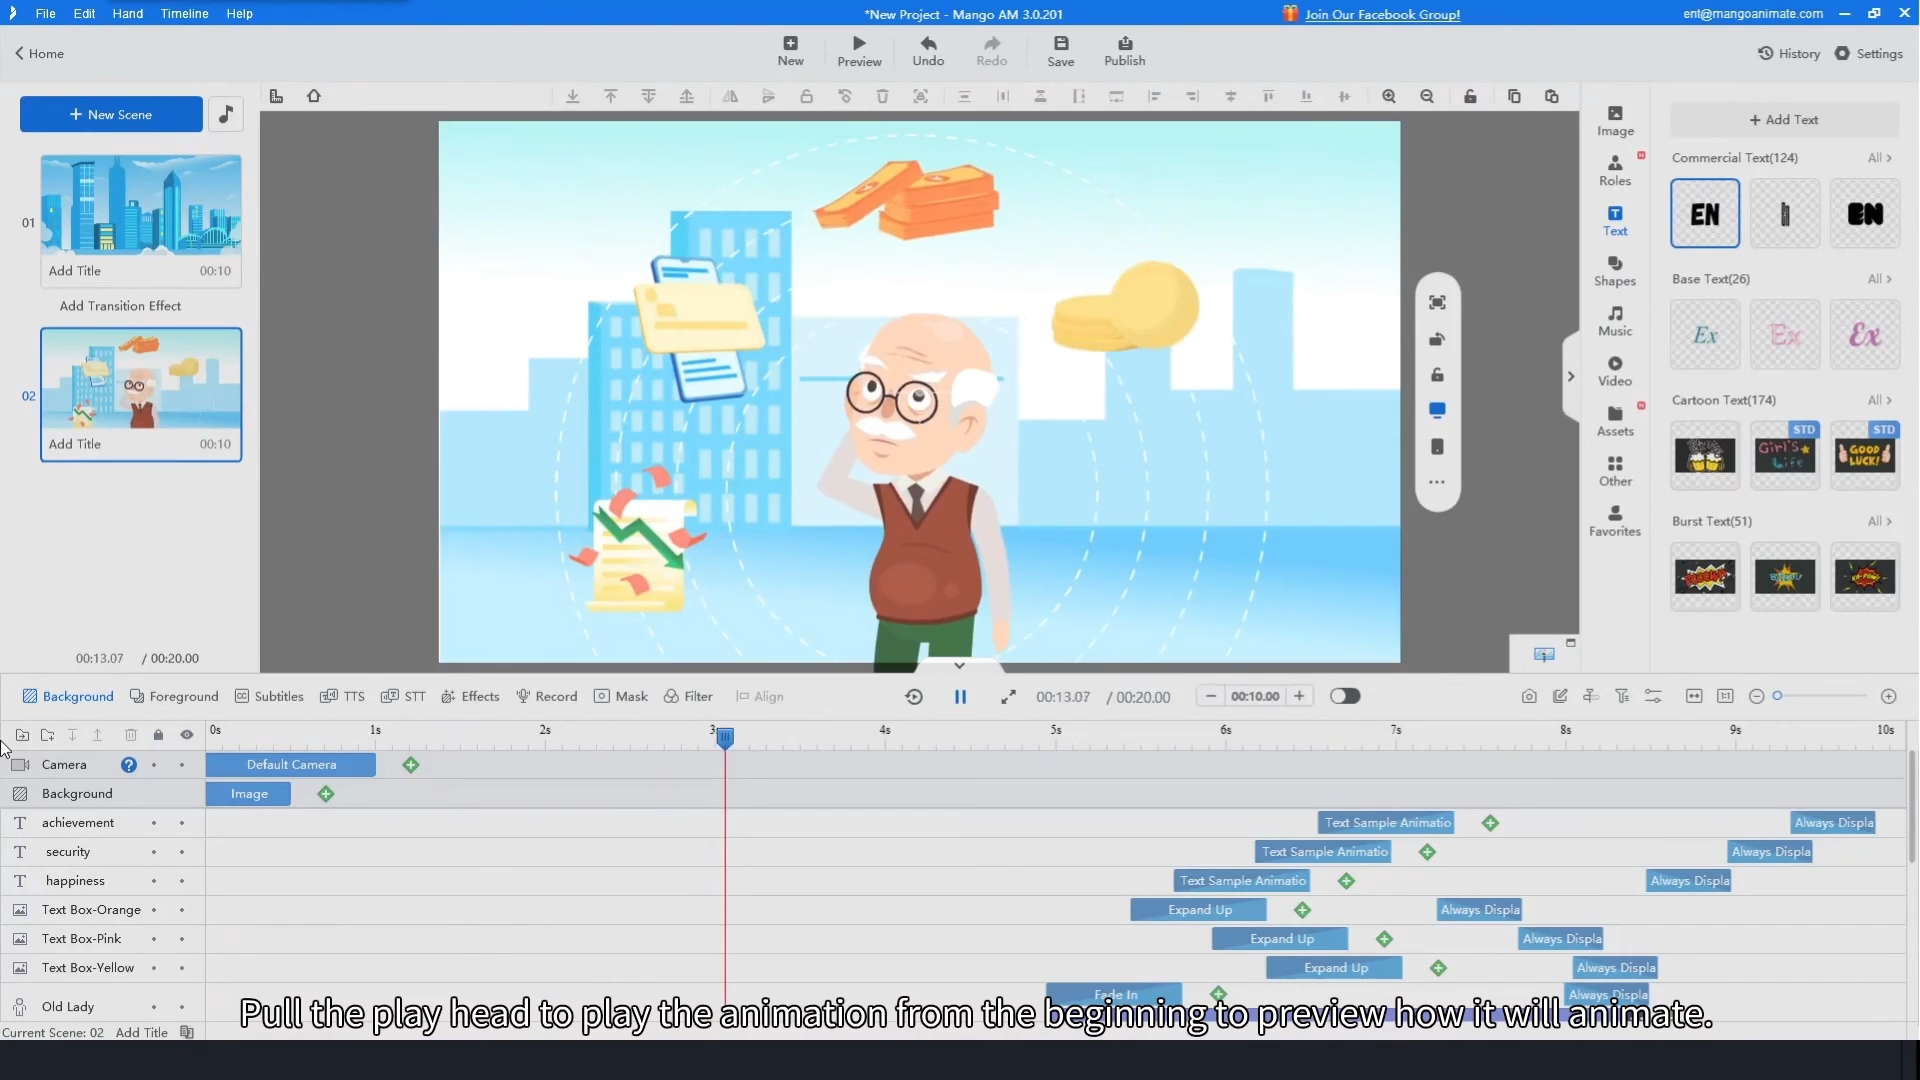 File Edit Hand Timeline Help
*New Project - Mango AM 3.0.201
Join Our Facebook Group!
ent@mangoanimate.com
Home
New
Preview
Undo
Redo
Save
Publish
History
Settings
+ New Scene
01
Add Title 00:10
Add Transition Effect
02
Add Title 00:10
00:13.07 / 00:20.00
Image
Roles
Text
Shapes
Music
Video
Assets
Other
Favorites
+ Add Text
Commercial Text(124) All >
EN
EN
Base Text(26) All >
Ex
Ex
Ex
Cartoon Text(174) All >
STD
Girl's Life
STD
GOOD LUCK!
Burst Text(51) All >
Background Foreground Subtitles TTS STT Effects Record Mask Filter Align
00:13.07 / 00:20.00
00:10.00
0s 1s 2s 3 4s 5s 6s 7s 8s 9s 10s
Camera ? Default Camera
Background Image
achievement Text Sample Animatio Always Displa
security Text Sample Animatio Always Displa
happiness Text Sample Animatio Always Displa
Text Box-Orange Expand Up Always Displa
Text Box-Pink Expand Up Always Displa
Text Box-Yellow Expand Up Always Displa
Old Lady Fade In Always Displa
Pull the play head to play the animation from the beginning to preview how it will animate.
Current Scene: 02 Add Title